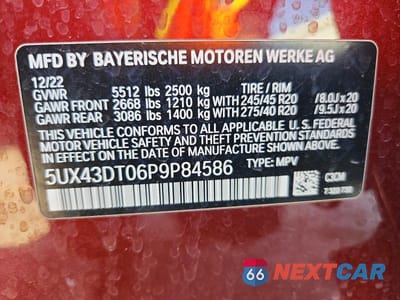 MFD BY BAYERISCHE MOTOREN WERKE AG
12/22
GVWR 5512 lbs 2500 kg TIRE / RIM
GAWR FRONT 2668 lbs 1210 kg 245/45 R20 /8.0J x 20
GAWR REAR 3086 lbs 1400 kg 275/40 R20 /9.5J x 20
THIS VEHICLE CONFORMS TO ALL APPLICABLE
U.S. FEDERAL MOTOR VEHICLE SAFETY AND
THEFT PREVENTION STANDARDS IN EFFECT ON THE
DATE OF MANUFACTURE SHOWN ABOVE.
5UX43DT06P9P84586 TYPE: MPV
C3CM
66 NEXTCAR